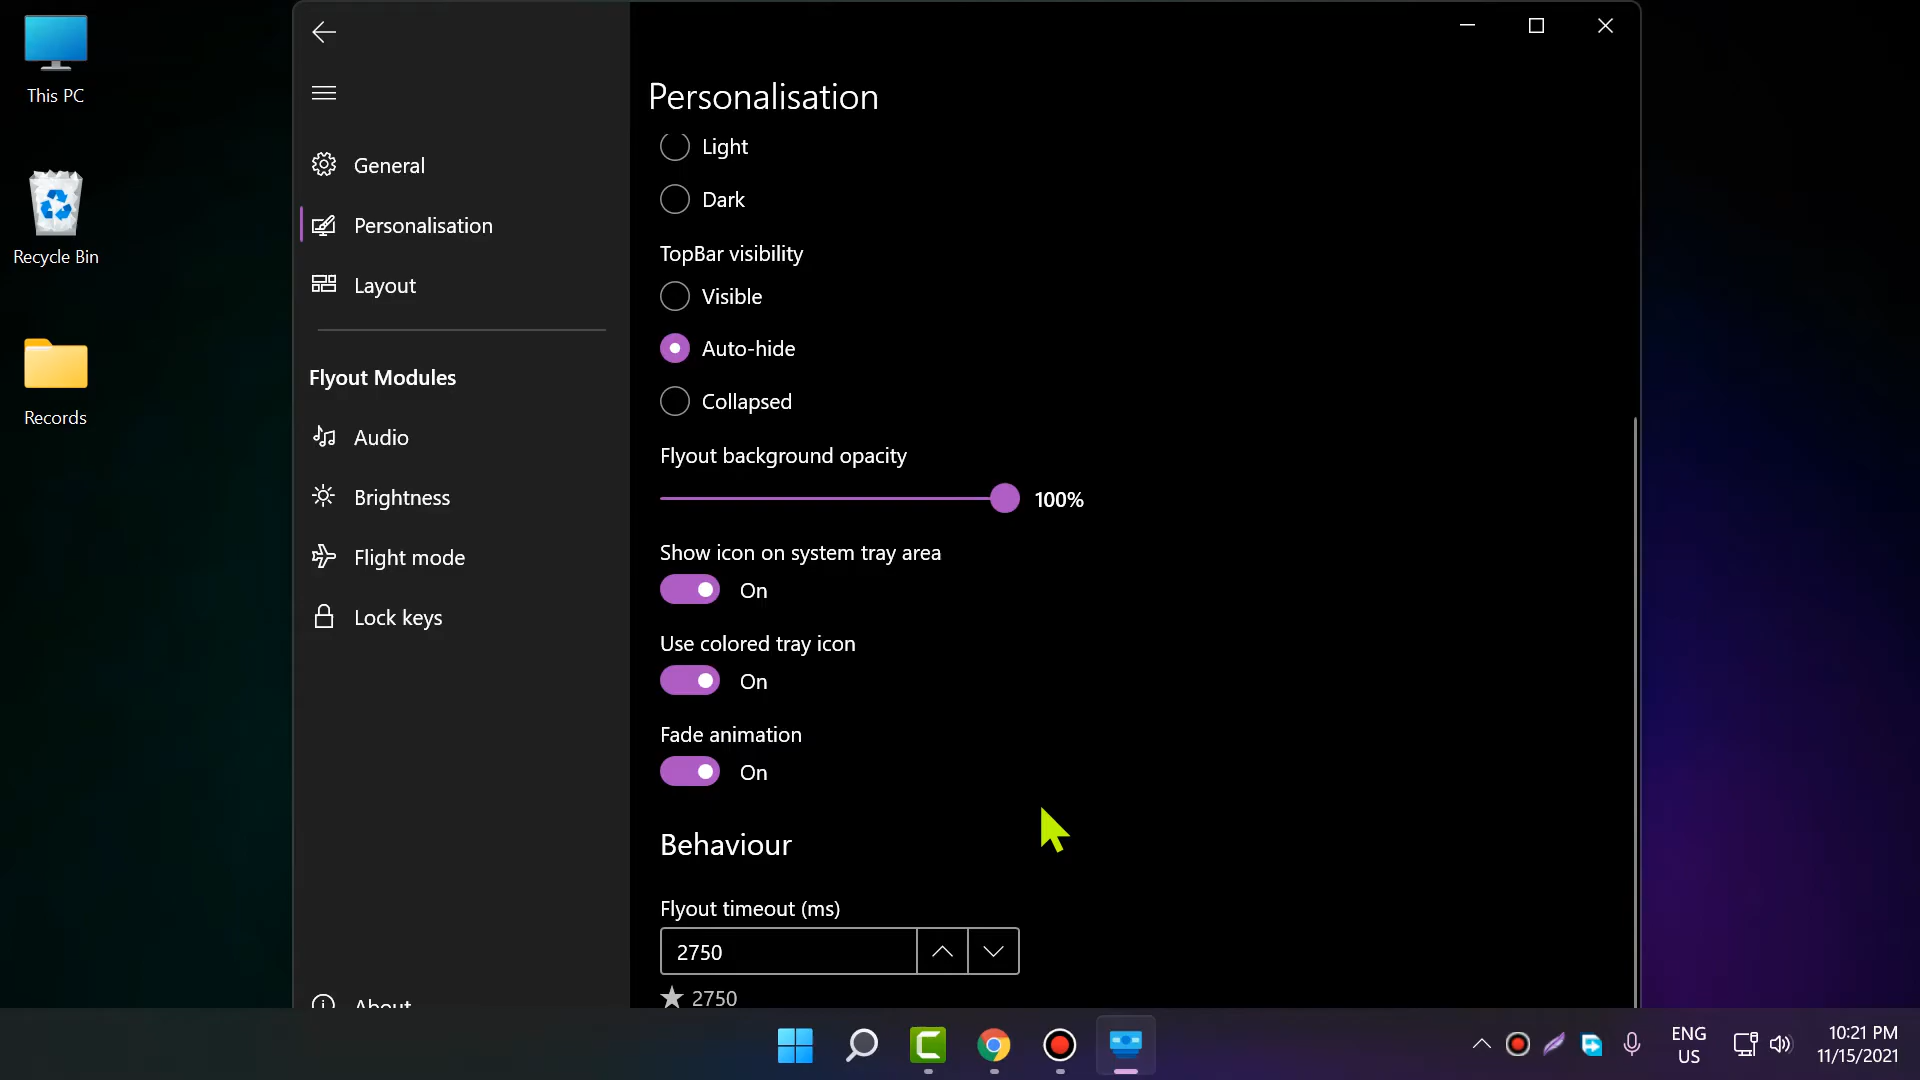 This PC
Recycle Bin
Records
General
Personalisation
Layout
Flyout Modules
Audio
Brightness
Flight mode
Lock keys
About
Personalisation
Light
Dark
TopBar visibility
Visible
Auto-hide
Collapsed
Flyout background opacity
100%
Show icon on system tray area
On
Use colored tray icon
On
Fade animation
On
Behaviour
Flyout timeout (ms)
2750
2750
ENG
US
10:21 PM
11/15/2021